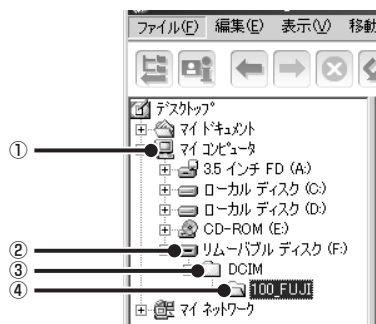 ファイル(F) 編集(E) 表示(V) 移動
デスクトップ
マイ ドキュメント
① マイ コンピュータ
3.5 インチ FD (A:)
ローカル ディスク (C:)
ローカル ディスク (D:)
CD-ROM (E:)
② リムーバブル ディスク (F:)
③ DCIM
④ 100_FUJI
マイ ネットワーク